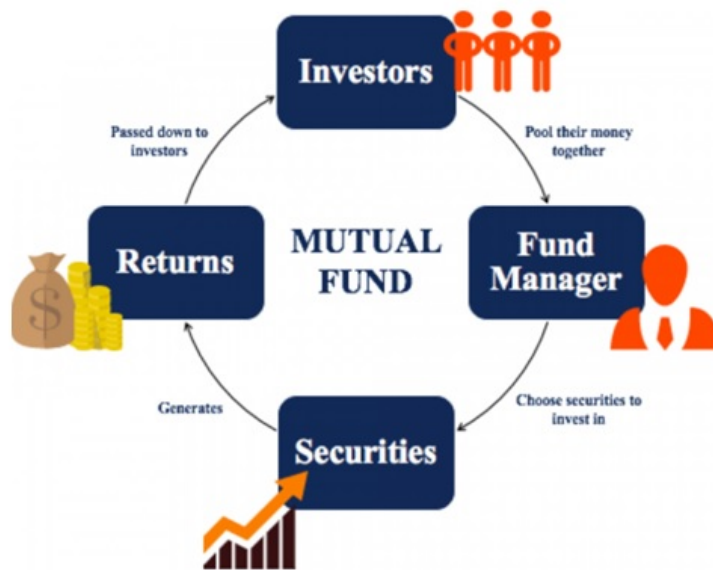 Investors
Pool their money
together
Fund
Manager
Choose securities to
invest in
Securities
Generates
Returns
$
Passed down to
investors
MUTUAL
FUND